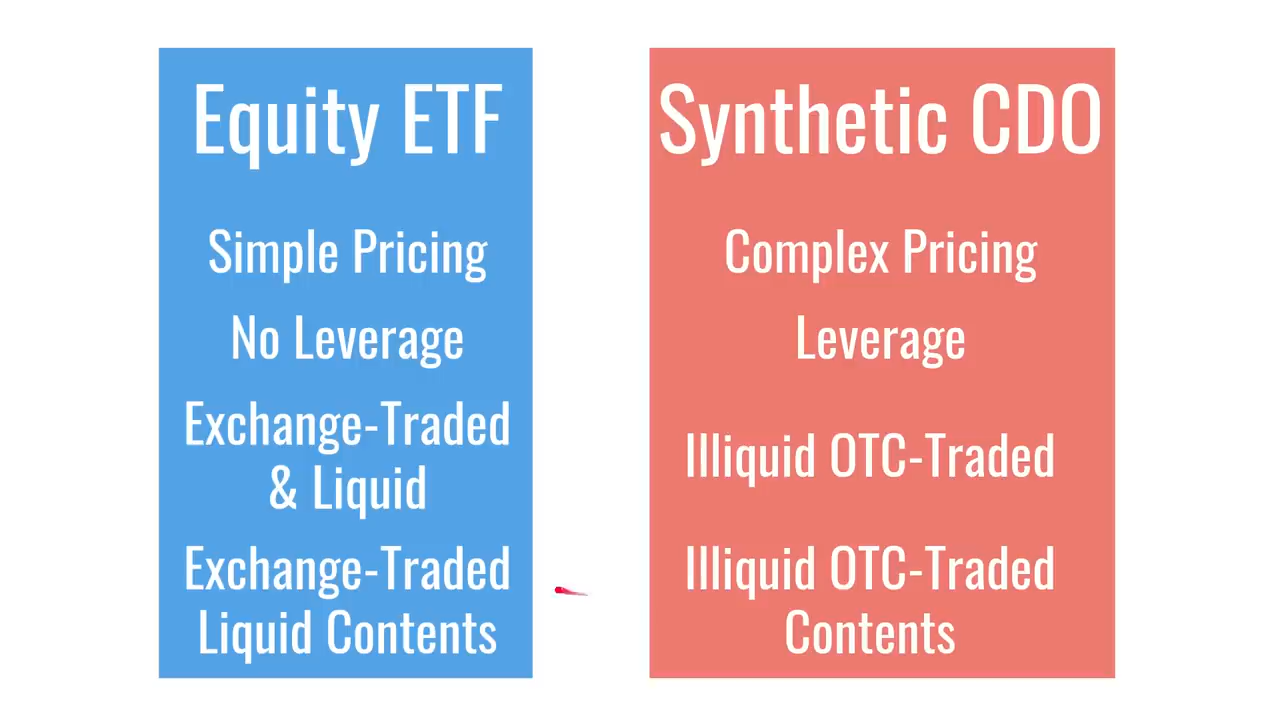 Equity ETF
Simple Pricing
No Leverage
Exchange-Traded
& Liquid
Exchange-Traded
Liquid Contents
Synthetic CDO
Complex Pricing
Leverage
Illiquid OTC-Traded
Illiquid OTC-Traded
Contents